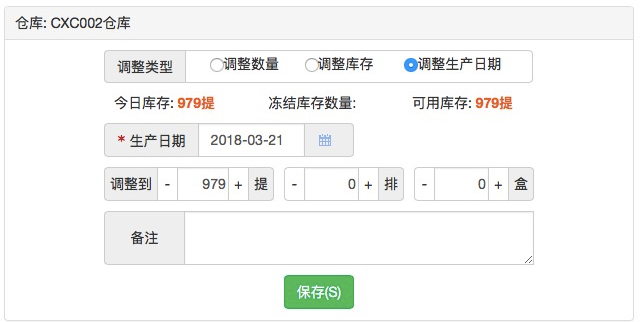 仓库: CXC002仓库
调整类型 调整数量 调整库存 调整生产日期
今日库存: 979提 冻结库存数量: 可用库存: 979提
* 生产日期 2018-03-21
调整到 - 979 + 提 - 0 + 排 - 0 + 盒
备注
保存(S)